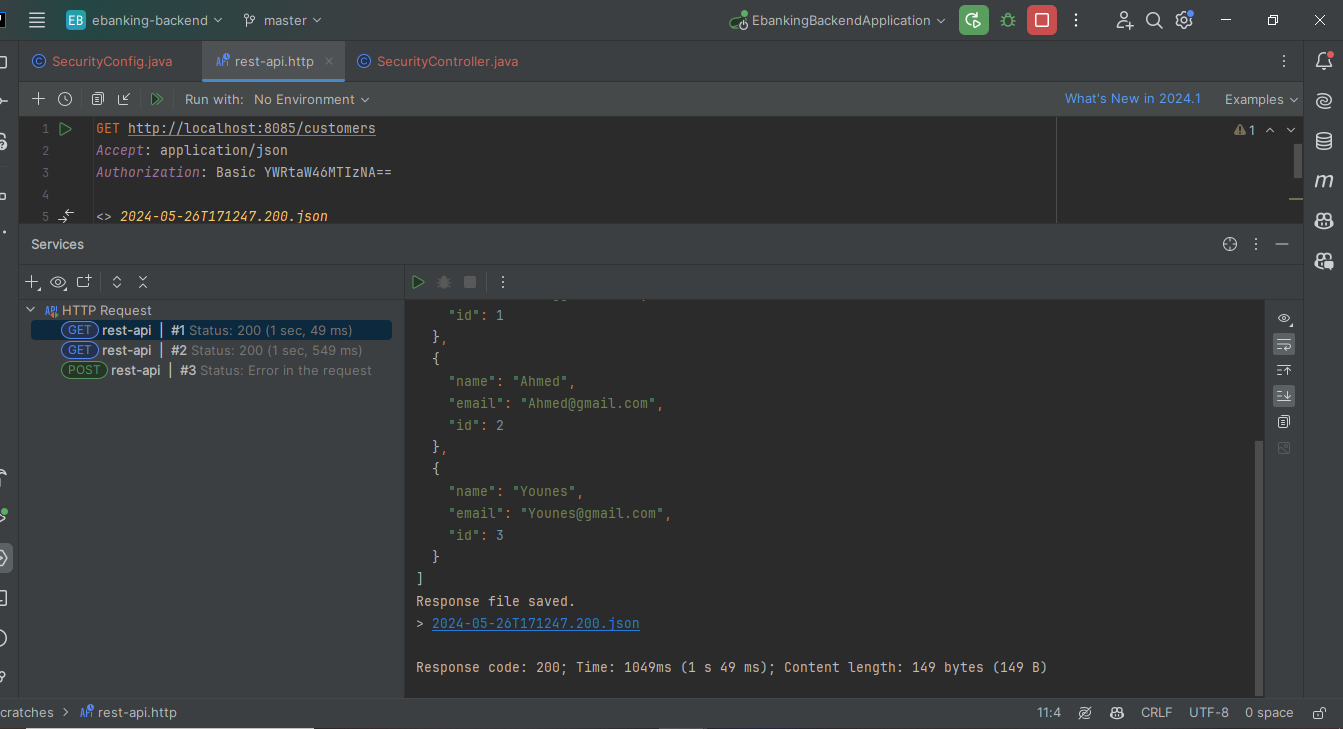 EB ebanking-backend master EbankingBackendApplication
SecurityConfig.java API rest-api.http SecurityController.java
Run with: No Environment What's New in 2024.1 Examples
1 GET http://localhost:8085/customers 1
2 Accept: application/json
3 Authorization: Basic YWRtaW46MTIzNA==
4
5 <> 2024-05-26T171247.200.json
m
Services
API HTTP Request
GET rest-api | #1 Status: 200 (1 sec, 49 ms)
GET rest-api | #2 Status: 200 (1 sec, 549 ms)
POST rest-api | #3 Status: Error in the request
"id": 1
},
{
"name": "Ahmed",
"email": "Ahmed@gmail.com",
"id": 2
},
{
"name": "Younes",
"email": "Younes@gmail.com",
"id": 3
}
]
Response file saved.
> 2024-05-26T171247.200.json
Response code: 200; Time: 1049ms (1 s 49 ms); Content length: 149 bytes (149 B)
cratches > API rest-api.http 11:4 CRLF UTF-8 0 space